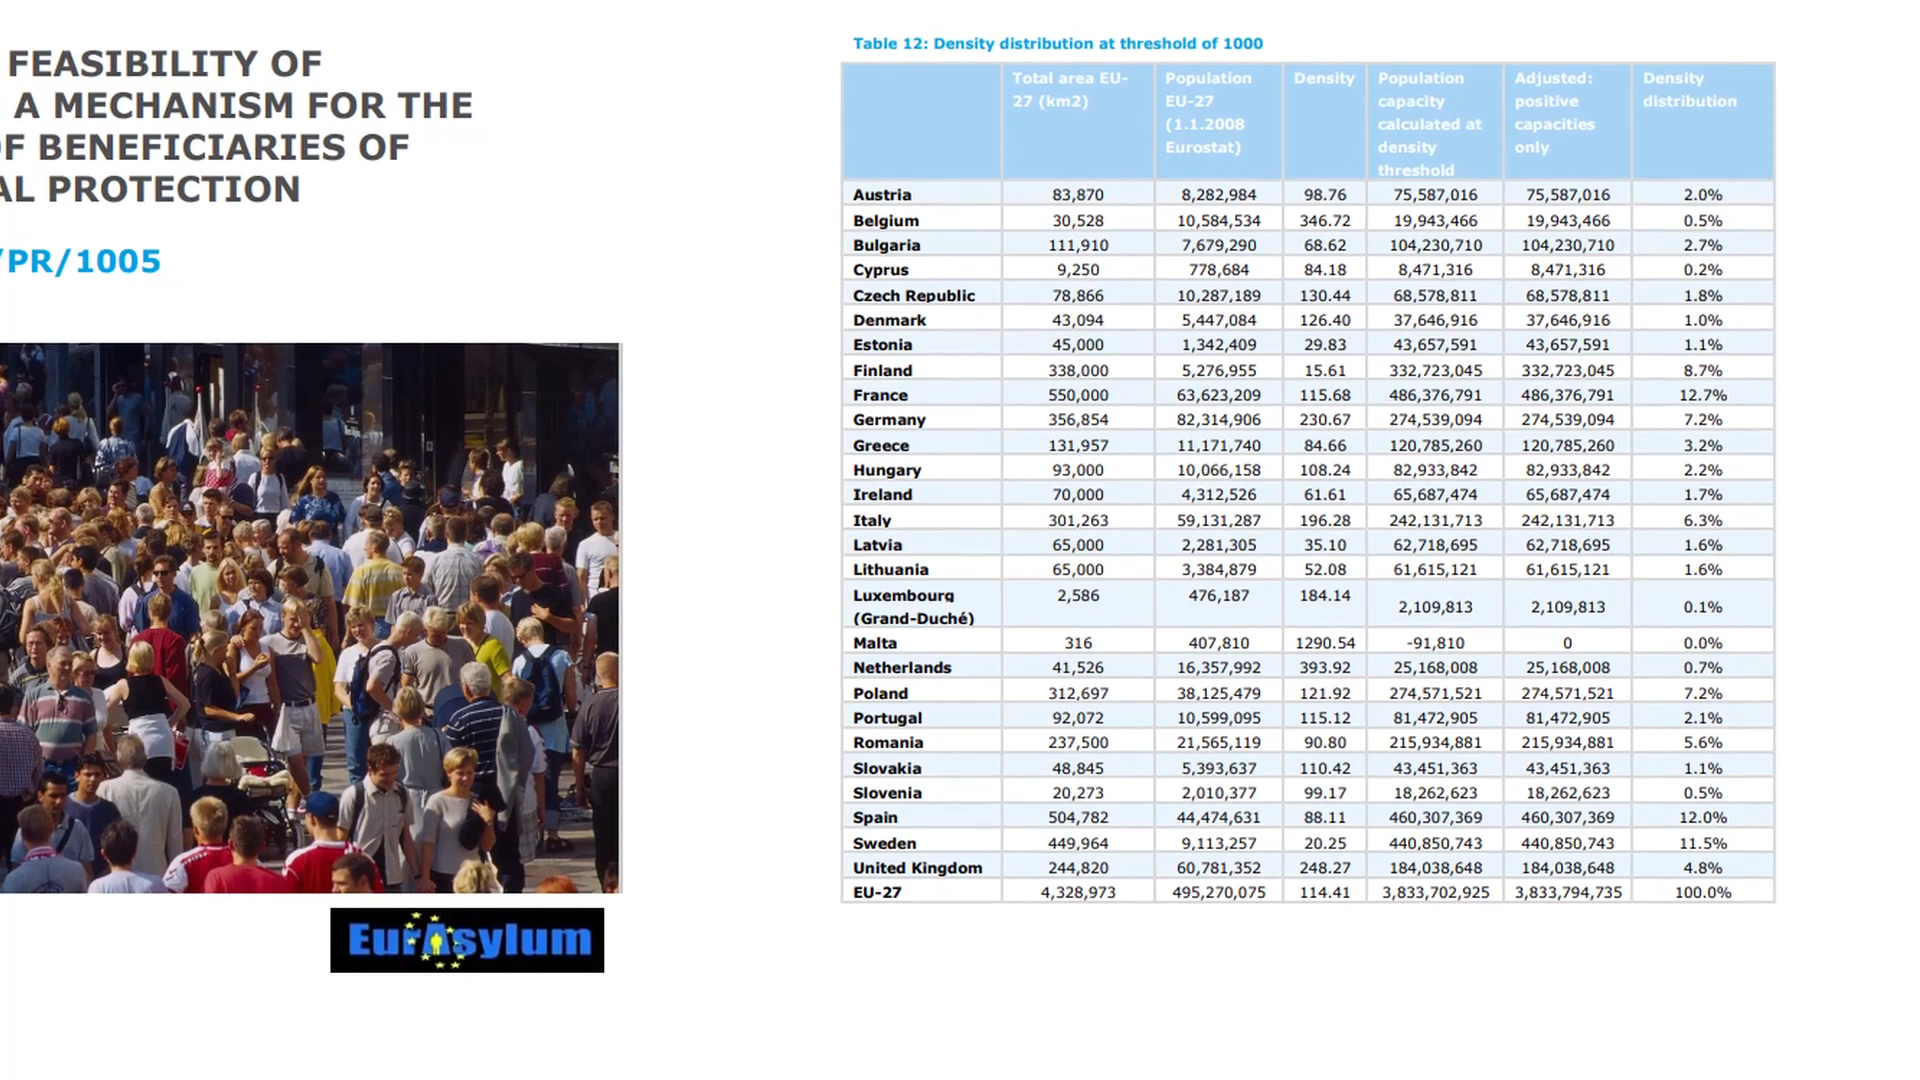 FEASIBILITY OF
A MECHANISM FOR THE
OF BENEFICIARIES OF
AL PROTECTION
/PR/1005
EurAsylum
Table 12: Density distribution at threshold of 1000
Total area EU-27 (km2) Population EU-27 (1.1.2008 Eurostat) Density Population capacity calculated at density threshold Adjusted: positive capacities only Density distribution
Austria 83,870 8,282,984 98.76 75,587,016 75,587,016 2.0%
Belgium 30,528 10,584,534 346.72 19,943,466 19,943,466 0.5%
Bulgaria 111,910 7,679,290 68.62 104,230,710 104,230,710 2.7%
Cyprus 9,250 778,684 84.18 8,471,316 8,471,316 0.2%
Czech Republic 78,866 10,287,189 130.44 68,578,811 68,578,811 1.8%
Denmark 43,094 5,447,084 126.40 37,646,916 37,646,916 1.0%
Estonia 45,000 1,342,409 29.83 43,657,591 43,657,591 1.1%
Finland 338,000 5,276,955 15.61 332,723,045 332,723,045 8.7%
France 550,000 63,623,209 115.68 486,376,791 486,376,791 12.7%
Germany 356,854 82,314,906 230.67 274,539,094 274,539,094 7.2%
Greece 131,957 11,171,740 84.66 120,785,260 120,785,260 3.2%
Hungary 93,000 10,066,158 108.24 82,933,842 82,933,842 2.2%
Ireland 70,000 4,312,526 61.61 65,687,474 65,687,474 1.7%
Italy 301,263 59,131,287 196.28 242,131,713 242,131,713 6.3%
Latvia 65,000 2,281,305 35.10 62,718,695 62,718,695 1.6%
Lithuania 65,000 3,384,879 52.08 61,615,121 61,615,121 1.6%
Luxembourg (Grand-Duché) 2,586 476,187 184.14 2,109,813 2,109,813 0.1%
Malta 316 407,810 1290.54 -91,810 0 0.0%
Netherlands 41,526 16,357,992 393.92 25,168,008 25,168,008 0.7%
Poland 312,697 38,125,479 121.92 274,571,521 274,571,521 7.2%
Portugal 92,072 10,599,095 115.12 81,472,905 81,472,905 2.1%
Romania 237,500 21,565,119 90.80 215,934,881 215,934,881 5.6%
Slovakia 48,845 5,393,637 110.42 43,451,363 43,451,363 1.1%
Slovenia 20,273 2,010,377 99.17 18,262,623 18,262,623 0.5%
Spain 504,782 44,474,631 88.11 460,307,369 460,307,369 12.0%
Sweden 449,964 9,113,257 20.25 440,850,743 440,850,743 11.5%
United Kingdom 244,820 60,781,352 248.27 184,038,648 184,038,648 4.8%
EU-27 4,328,973 495,270,075 114.41 3,833,702,925 3,833,794,735 100.0%